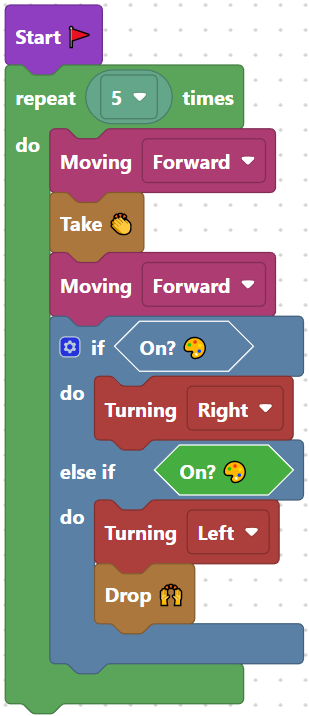 Start
repeat 5 times
do
Moving Forward
Take
Moving Forward
if On?
do
Turning Right
else if On?
do
Turning Left
Drop